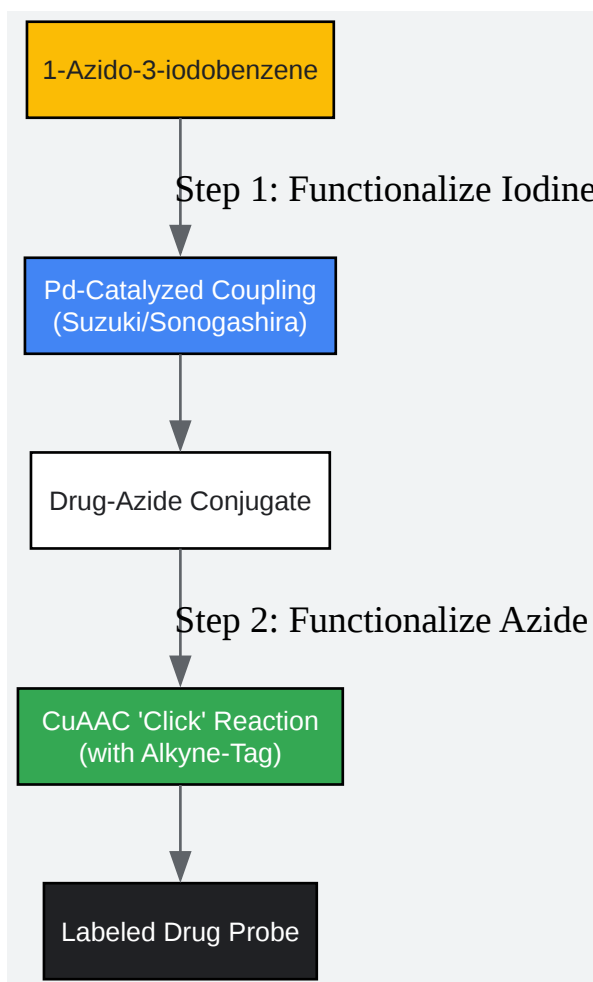 1-Azido-3-iodobenzene
Step 1: Functionalize Iodine
Pd-Catalyzed Coupling
(Suzuki/Sonogashira)
Drug-Azide Conjugate
Step 2: Functionalize Azide
CuAAC 'Click' Reaction
(with Alkyne-Tag)
Labeled Drug Probe